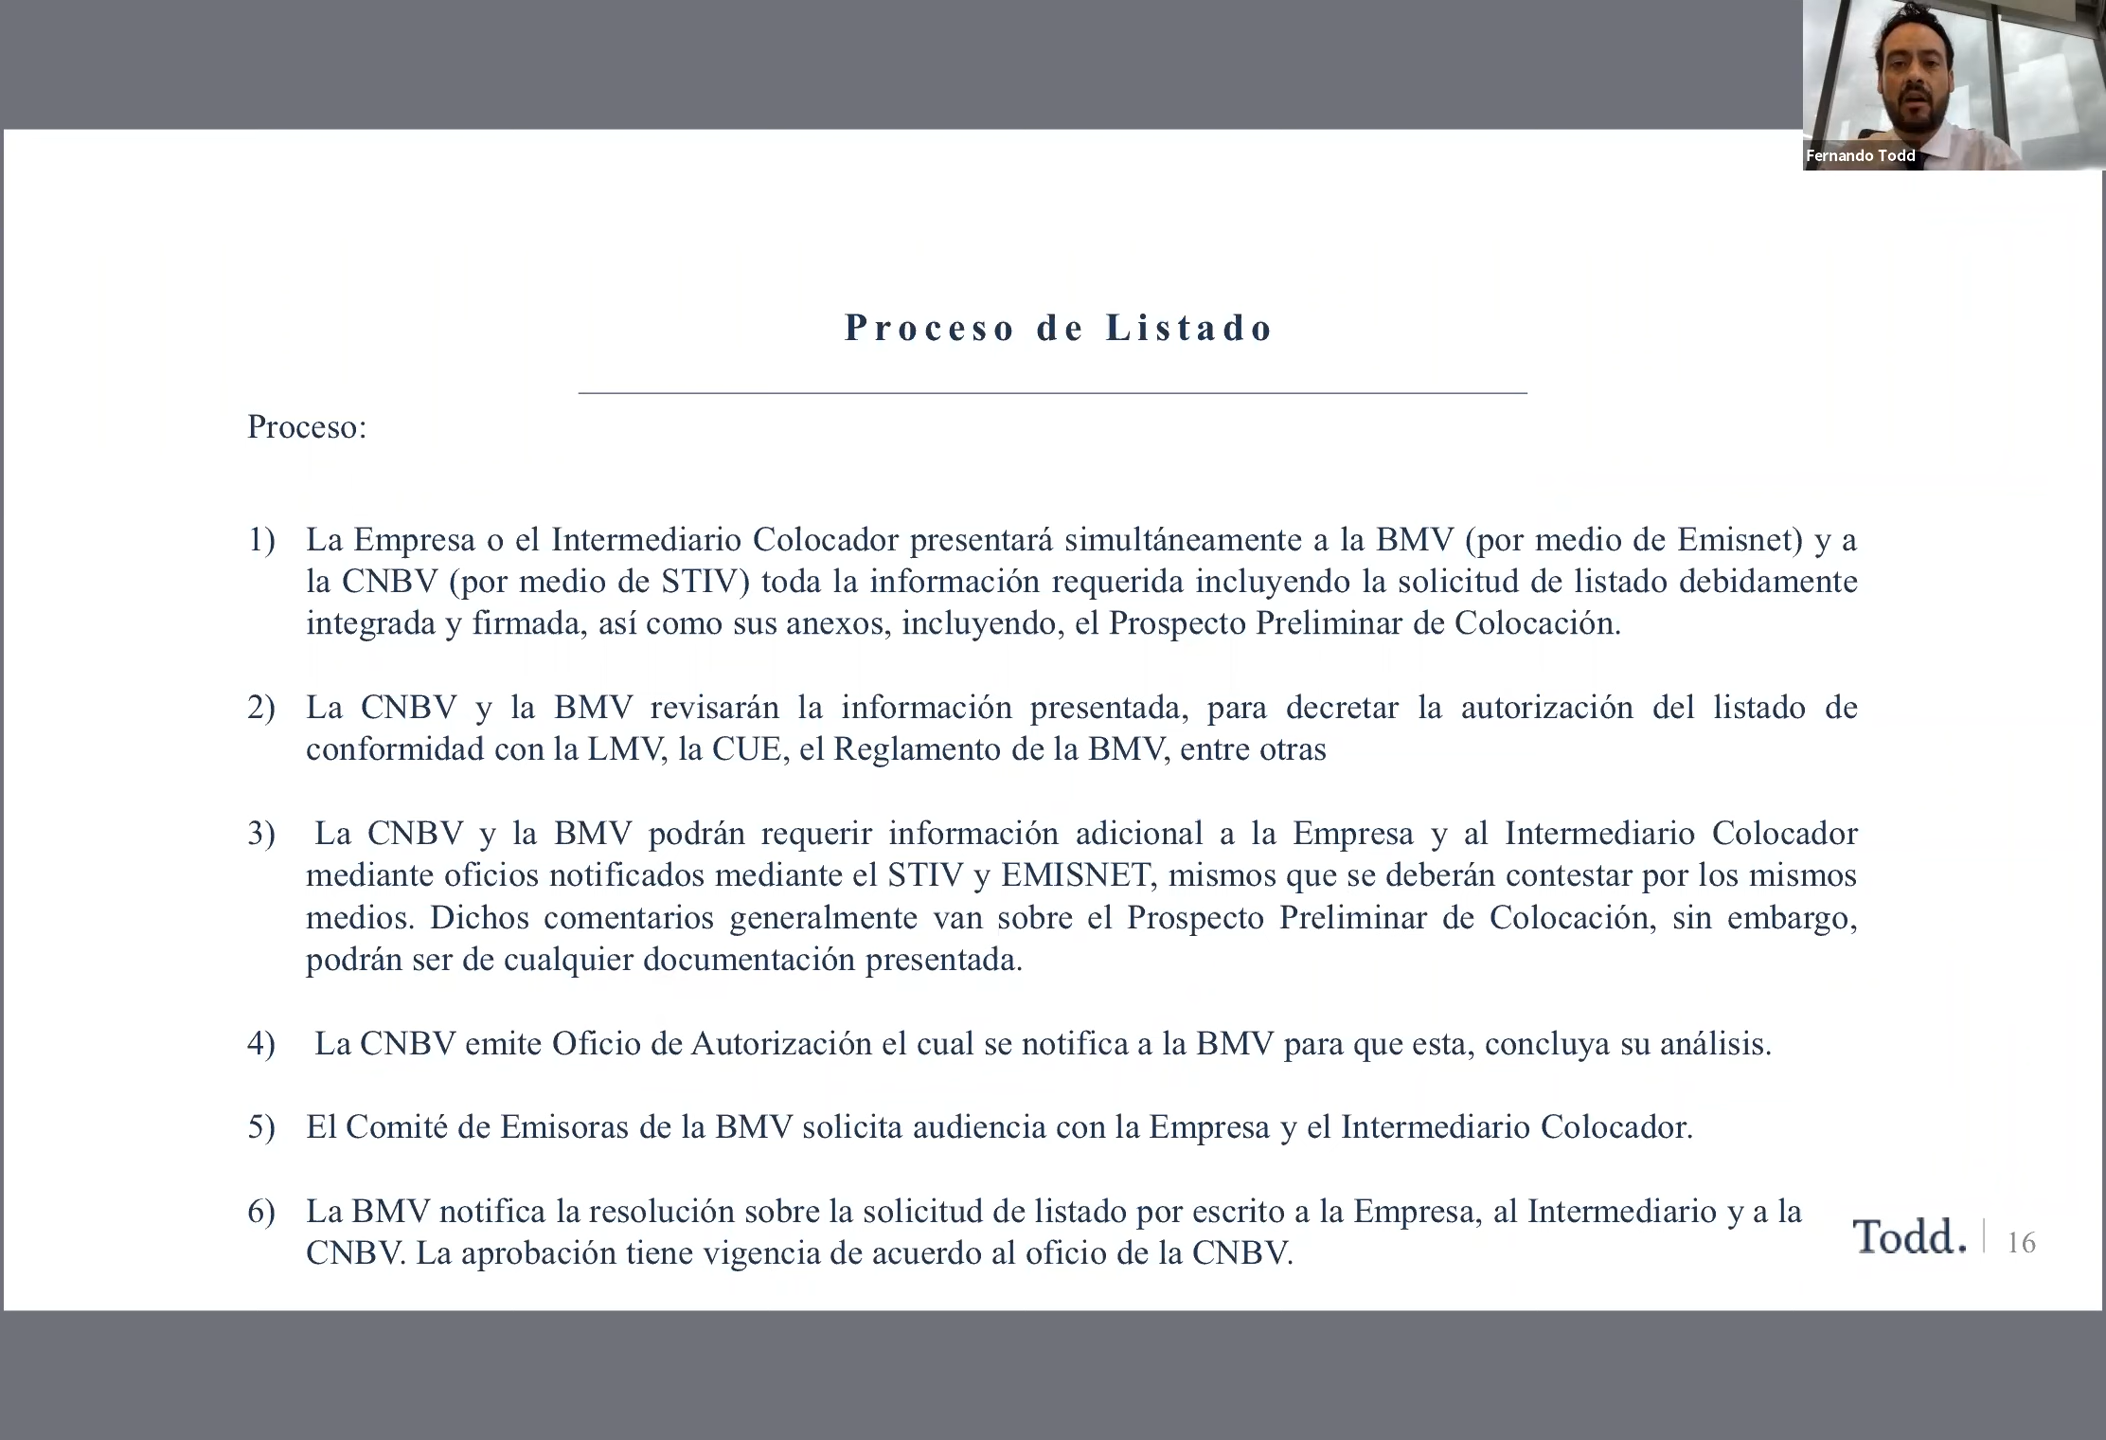 Fernando Todd
Proceso de Listado
Proceso:
1) La Empresa o el Intermediario Colocador presentará simultáneamente a la BMV (por medio de Emisnet) y a
la CNBV (por medio de STIV) toda la información requerida incluyendo la solicitud de listado debidamente
integrada y firmada, así como sus anexos, incluyendo, el Prospecto Preliminar de Colocación.
2) La CNBV y la BMV revisarán la información presentada, para decretar la autorización del listado de
conformidad con la LMV, la CUE, el Reglamento de la BMV, entre otras
3) La CNBV y la BMV podrán requerir información adicional a la Empresa y al Intermediario Colocador
mediante oficios notificados mediante el STIV y EMISNET, mismos que se deberán contestar por los mismos
medios. Dichos comentarios generalmente van sobre el Prospecto Preliminar de Colocación, sin embargo,
podrán ser de cualquier documentación presentada.
4) La CNBV emite Oficio de Autorización el cual se notifica a la BMV para que esta, concluya su análisis.
5) El Comité de Emisoras de la BMV solicita audiencia con la Empresa y el Intermediario Colocador.
6) La BMV notifica la resolución sobre la solicitud de listado por escrito a la Empresa, al Intermediario y a la
CNBV. La aprobación tiene vigencia de acuerdo al oficio de la CNBV.
Todd. | 16